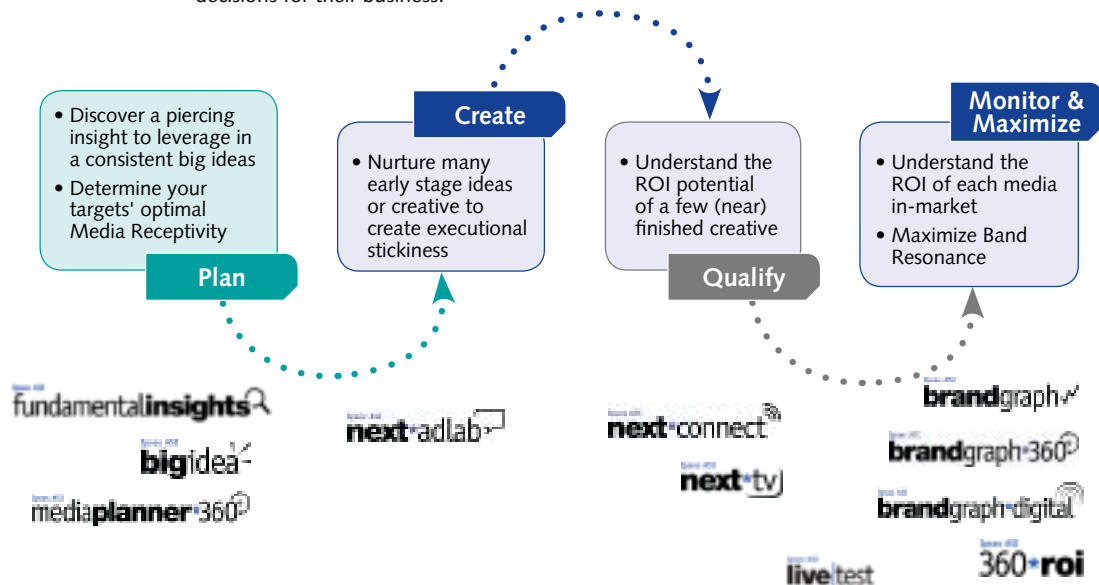 decisions for their business.
• Discover a piercing
insight to leverage in
a consistent big ideas
• Determine your
targets' optimal
Media Receptivity
Plan
Create
• Nurture many
early stage ideas
or creative to
create executional
stickiness
• Understand the
ROI potential
of a few (near)
finished creative
Qualify
Monitor &
Maximize
• Understand the
ROI of each media
in-market
• Maximize Band
Resonance
fundamentalinsights
bigidea
mediaplanner*360
next*adlab
next*connect
next*tv
livetest
brandgraph
brandgraph*360
brandgraph*digital
360*roi